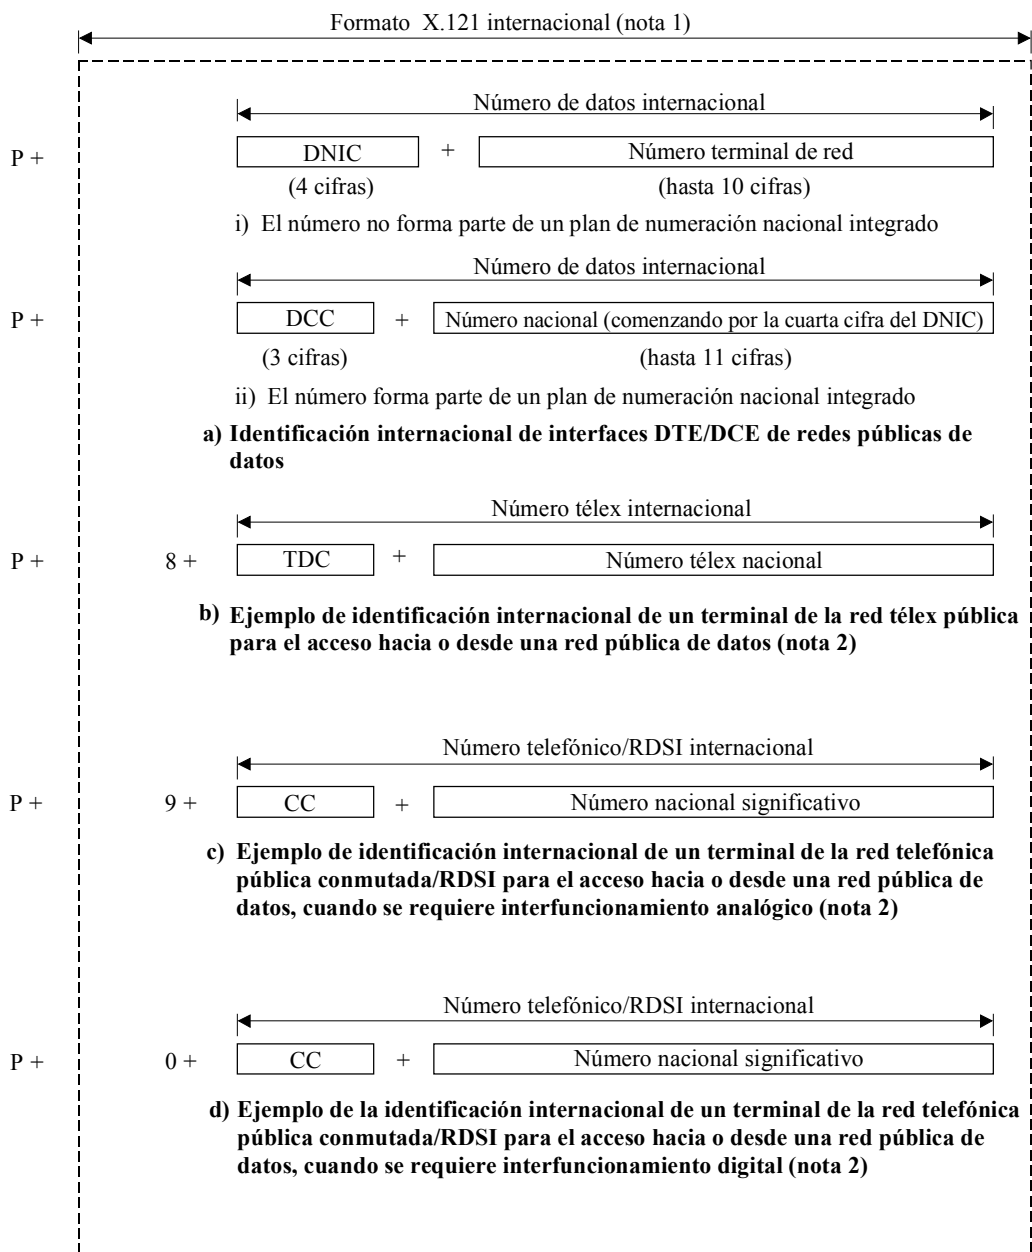 Formato X.121 internacional (nota 1)
Número de datos internacional
P + DNIC + Número terminal de red
(4 cifras) (hasta 10 cifras)
i) El número no forma parte de un plan de numeración nacional integrado
Número de datos internacional
P + DCC + Número nacional (comenzando por la cuarta cifra del DNIC)
(3 cifras) (hasta 11 cifras)
ii) El número forma parte de un plan de numeración nacional integrado
a) Identificación internacional de interfaces DTE/DCE de redes públicas de
datos
Número télex internacional
P + 8 + TDC + Número télex nacional
b) Ejemplo de identificación internacional de un terminal de la red télex pública
para el acceso hacia o desde una red pública de datos (nota 2)
Número telefónico/RDSI internacional
P + 9 + CC + Número nacional significativo
c) Ejemplo de identificación internacional de un terminal de la red telefónica
pública conmutada/RDSI para el acceso hacia o desde una red pública de
datos, cuando se requiere interfuncionamiento analógico (nota 2)
Número telefónico/RDSI internacional
P + 0 + CC + Número nacional significativo
d) Ejemplo de la identificación internacional de un terminal de la red telefónica
pública conmutada/RDSI para el acceso hacia o desde una red pública de
datos, cuando se requiere interfuncionamiento digital (nota 2)